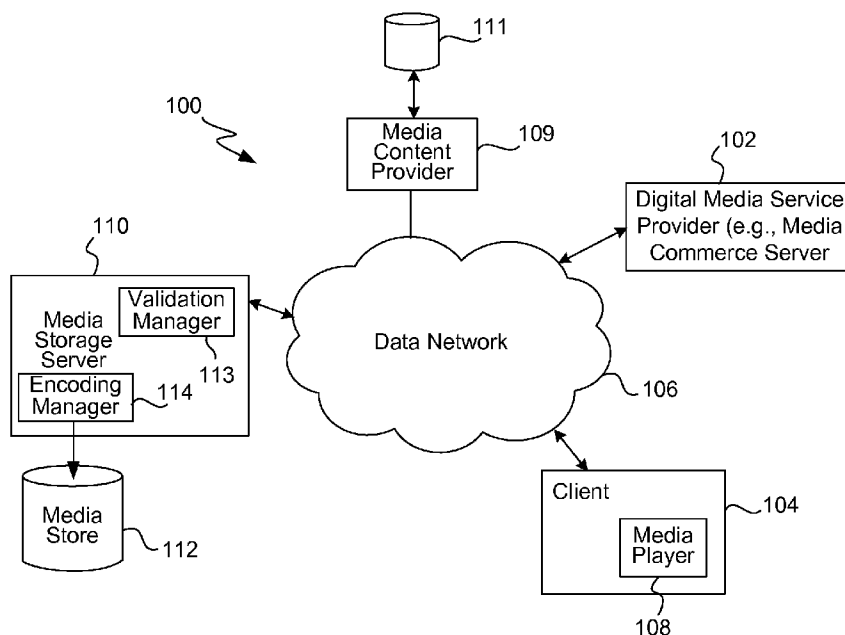 111
100
Media
Content
Provider
109
102
Digital Media Service
Provider (e.g., Media
Commerce Server
110
Validation
Manager
Media
Storage
Server
113
Encoding
Manager
114
Data Network
106
Media
Store
112
Client
104
Media
Player
108